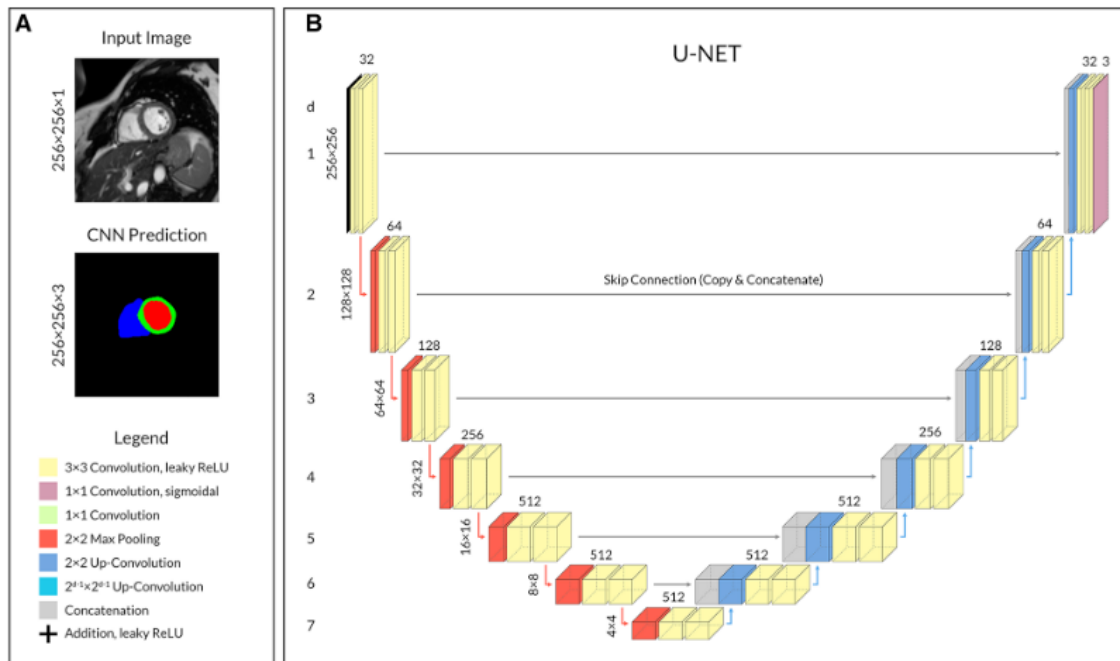 A
Input Image
256×256×1
CNN Prediction
256×256×3
Legend
3×3 Convolution, leaky ReLU
1×1 Convolution, sigmoidal
1×1 Convolution
2×2 Max Pooling
2×2 Up-Convolution
2ᵈ⁻¹×2ᵈ⁻¹ Up-Convolution
Concatenation
Addition, leaky ReLU
B
U-NET
d
32
32 3
1
256×256
64
64
2
128×128
Skip Connection (Copy & Concatenate)
128
128
3
64×64
256
256
4
32×32
512
512
5
16×16
512
512
6
8×8
512
7
4×4